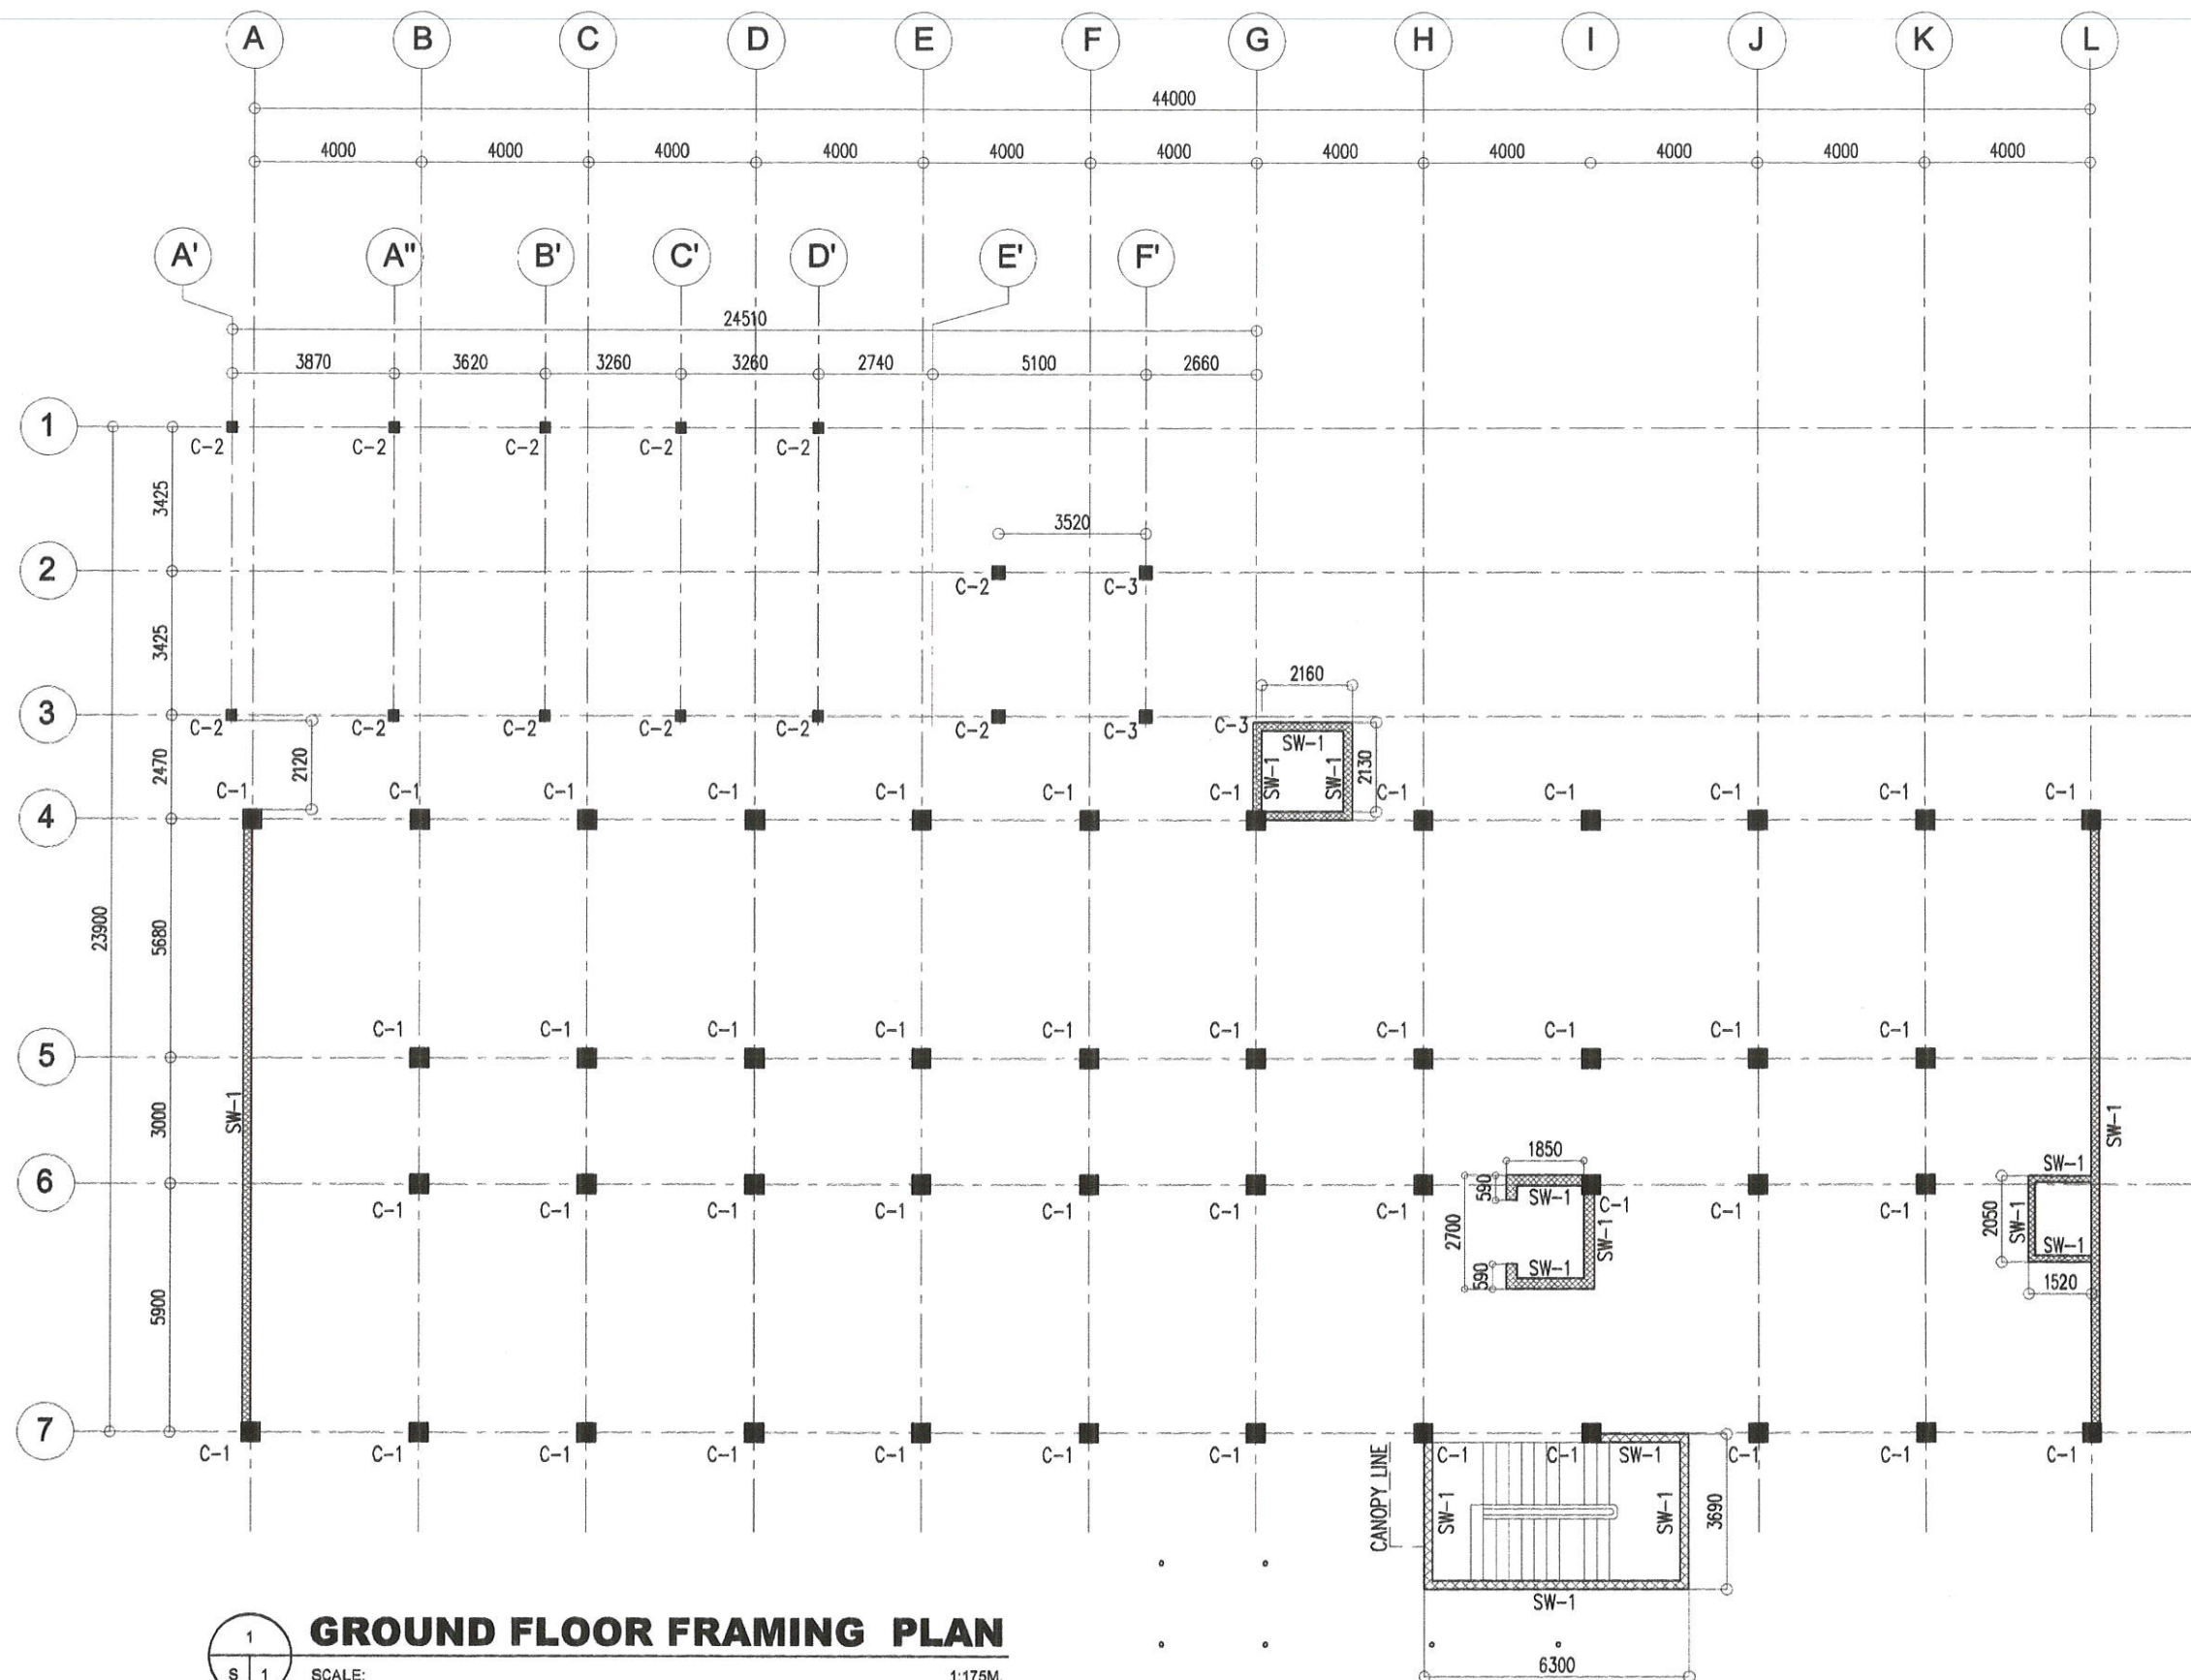 A B C D E F G H I J K L
44000
4000 4000 4000 4000 4000 4000 4000 4000 4000 4000 4000
A' A" B' C' D' E' F'
24510
3870 3620 3260 3260 2740 5100 2660
1
C-2 C-2 C-2 C-2 C-2
3425
3520
2
C-2 C-3
3425
2160
3
C-2 C-2 C-2 C-2 C-2 C-2 C-3 C-3
SW-1
2470 2120 SW-1 SW-1 2130
C-1 C-1 C-1 C-1 C-1 C-1 C-1 C-1 C-1 C-1 C-1 C-1
4
23900 5680
C-1 C-1 C-1 C-1 C-1 C-1 C-1 C-1 C-1 C-1
5
3000 SW-1 SW-1
1850
SW-1
6
590 SW-1 C-1
C-1 C-1 C-1 C-1 C-1 C-1 C-1 C-1 C-1
2700 SW-1 2050 SW-1
SW-1
590 SW-1
1520
5900
7
C-1 C-1 C-1 C-1 C-1 C-1 C-1 C-1 C-1 SW-1 C-1 C-1 C-1
CANOPY LINE SW-1 SW-1 3690
SW-1
6300
1
S 1
GROUND FLOOR FRAMING PLAN
SCALE: 1:175M.